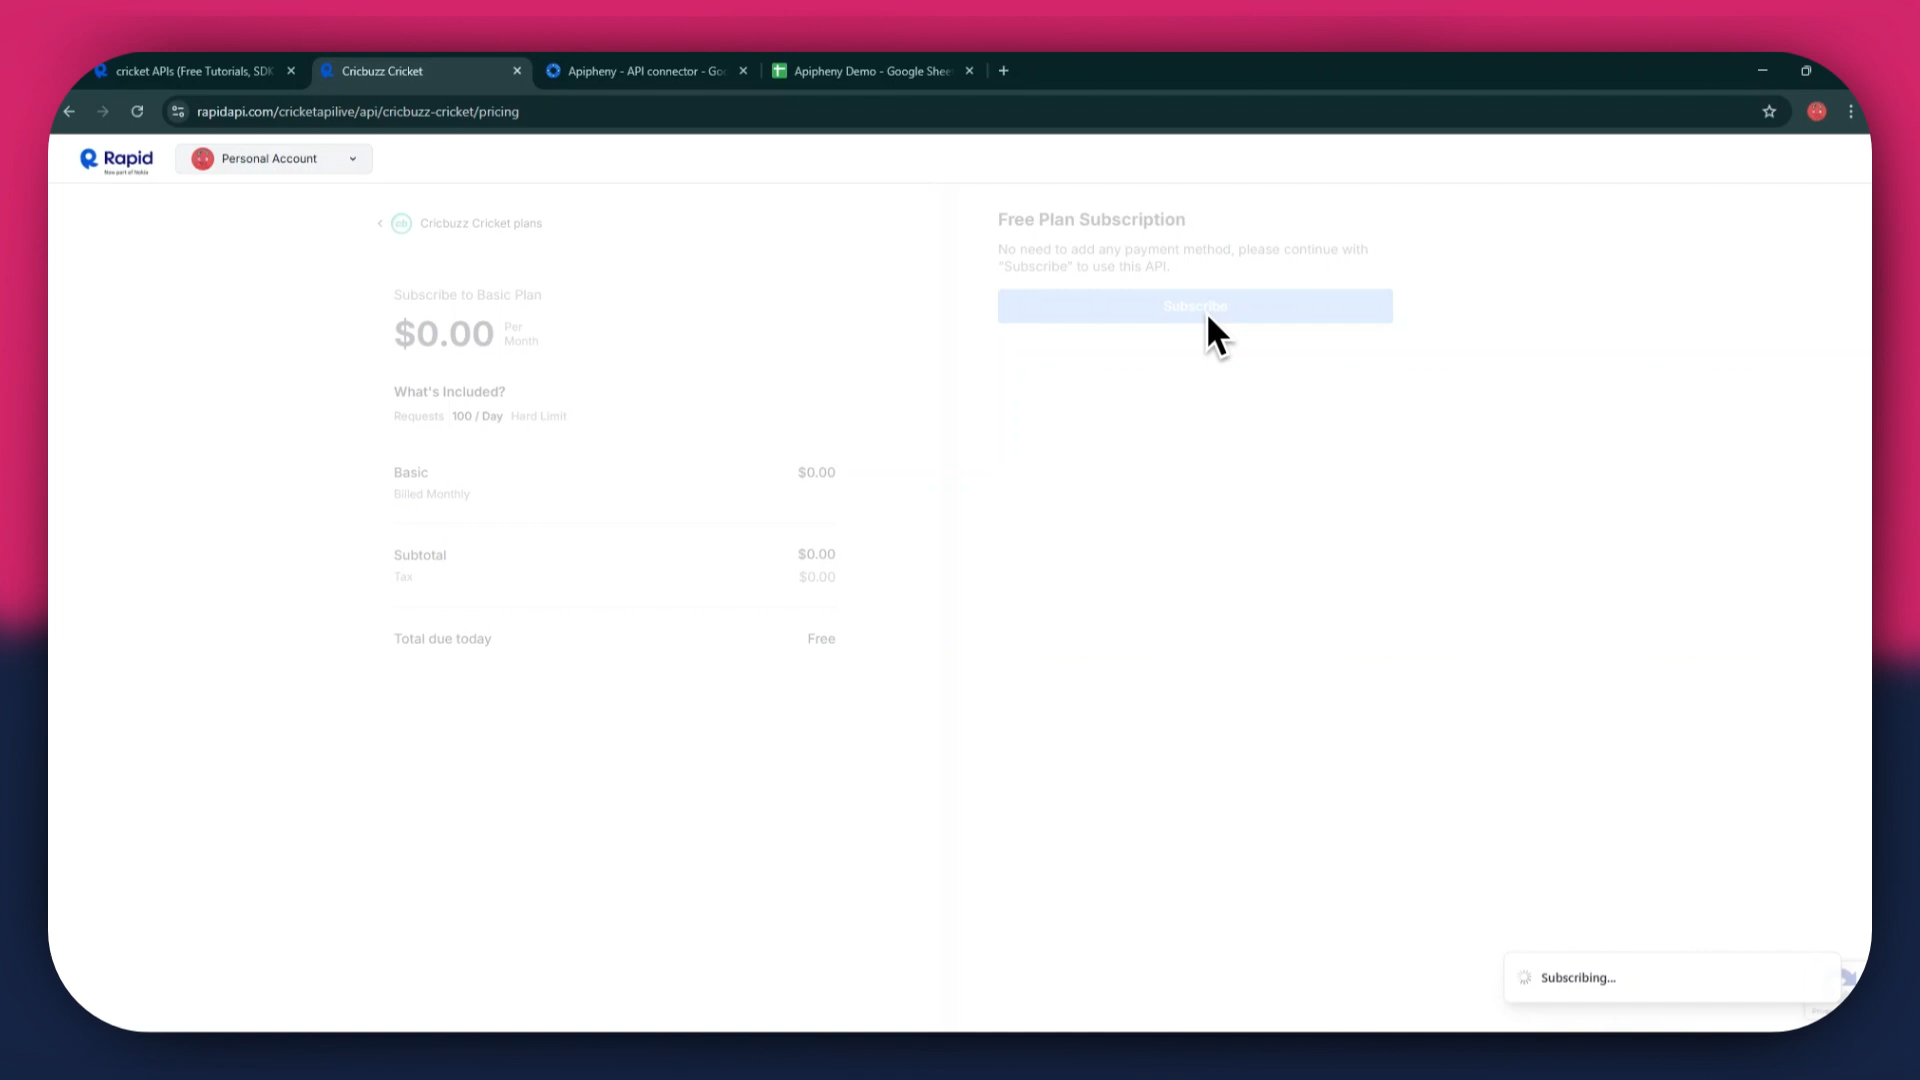 cricket APIs (Free Tutorials, SDK
Cricbuzz Cricket
Apipheny - API connector - Goo
Apipheny Demo - Google Shee
rapidapi.com/cricketapilive/api/cricbuzz-cricket/pricing
Rapid
Now part of Nokia
Personal Account
Cricbuzz Cricket plans
Subscribe to Basic Plan
$0.00 Per Month
What's Included?
Requests 100 / Day Hard Limit
Basic $0.00
Billed Monthly
Subtotal $0.00
Tax $0.00
Total due today Free
Free Plan Subscription
No need to add any payment method, please continue with
"Subscribe" to use this API.
Subscribe
Subscribing...